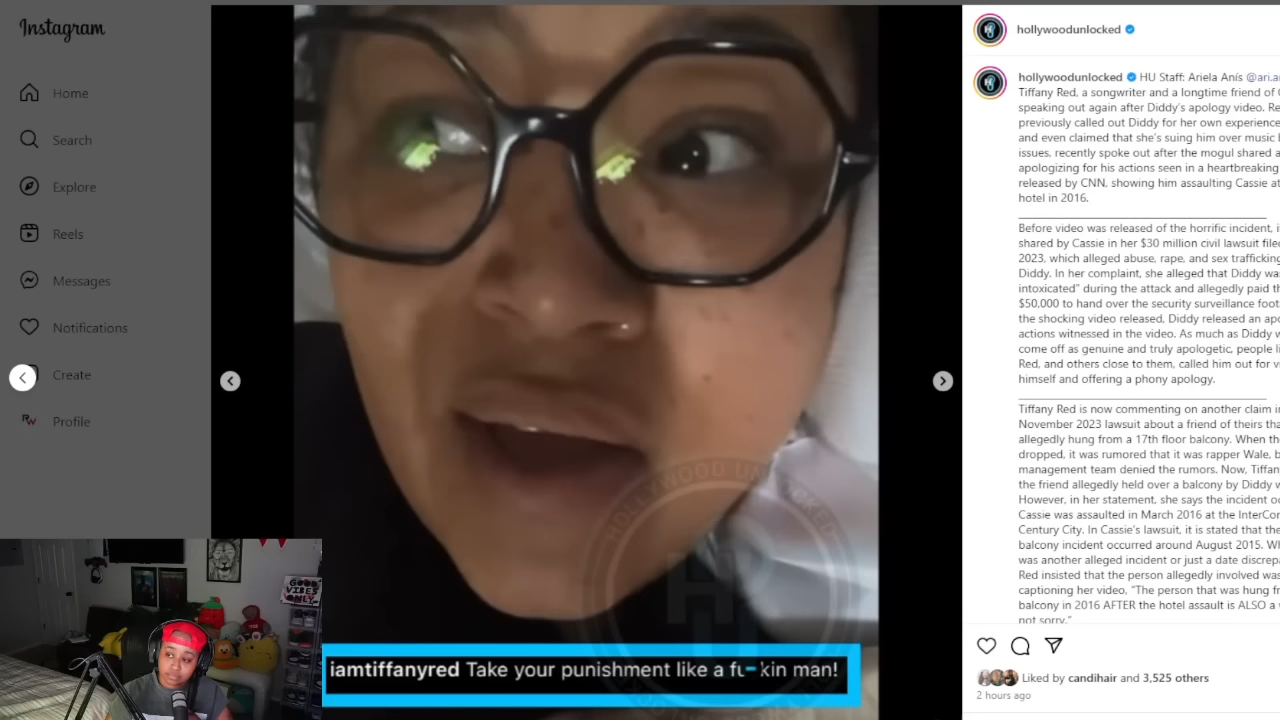 Instagram
Home
Search
Explore
Reels
Messages
Notifications
Create
Profile
GOOD
VIBES
ONLY
HOLLYWOOD UNLOCKED
iamtiffanyred Take your punishment like a fu-kin man!
hollywoodunlocked
hollywoodunlocked HU Staff: Ariela Anís @ari.a
Tiffany Red, a songwriter and a longtime friend of
speaking out again after Diddy's apology video. Re
previously called out Diddy for her own experience
and even claimed that she's suing him over music
issues, recently spoke out after the mogul shared a
apologizing for his actions seen in a heartbreaking
released by CNN, showing him assaulting Cassie at
hotel in 2016.
Before video was released of the horrific incident, i
shared by Cassie in her $30 million civil lawsuit filed
2023, which alleged abuse, rape, and sex trafficking
Diddy. In her complaint, she alleged that Diddy wa
intoxicated" during the attack and allegedly paid th
$50,000 to hand over the security surveillance foot
the shocking video released, Diddy released an apo
actions witnessed in the video. As much as Diddy w
come off as genuine and truly apologetic, people li
Red, and others close to them, called him out for vi
himself and offering a phony apology.
Tiffany Red is now commenting on another claim i
November 2023 lawsuit about a friend of theirs tha
allegedly hung from a 17th floor balcony. When the
dropped, it was rumored that it was rapper Wale, b
management team denied the rumors. Now, Tiffan
the friend allegedly held over a balcony by Diddy w
However, in her statement, she says the incident oc
Cassie was assaulted in March 2016 at the InterCon
Century City. In Cassie's lawsuit, it is stated that the
balcony incident occurred around August 2015. Wh
was another alleged incident or just a date discrepa
Red insisted that the person allegedly involved was
captioning her video, "The person that was hung fr
balcony in 2016 AFTER the hotel assault is ALSO a
not sorry."
Liked by candihair and 3,525 others
2 hours ago